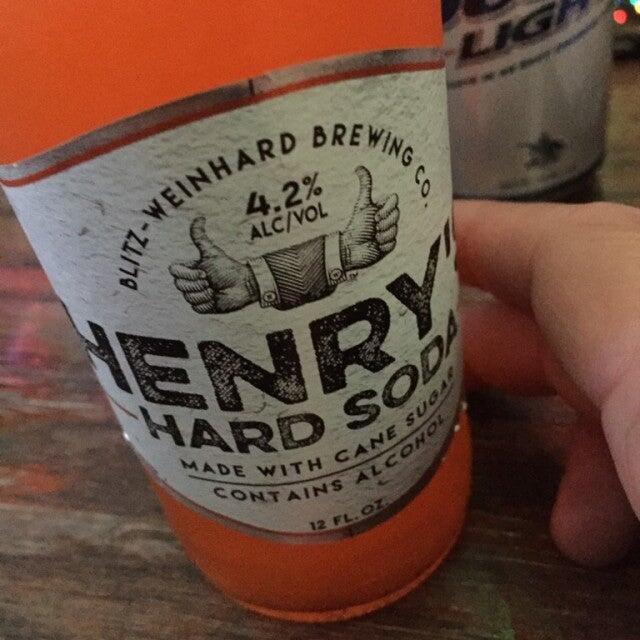 BLITZ-WEINHARD BREWING CO.
4.2%
ALC/VOL
HENRY'S
HARD SODA
MADE WITH CANE SUGAR
CONTAINS ALCOHOL
12 FL. OZ.
LIGHT